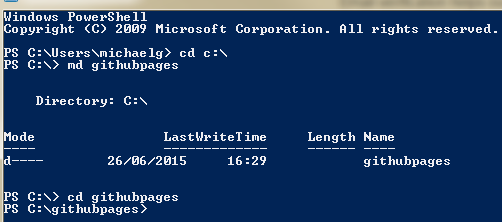 Windows PowerShell
Copyright (C) 2009 Microsoft Corporation. All rights reserved.
PS C:\Users\michaelg> cd c:\
PS C:\> md githubpages
Directory: C:\
Mode LastWriteTime Length Name
---- ------------- ------ ----
d---- 26/06/2015 16:29 githubpages
PS C:\> cd githubpages
PS C:\githubpages>